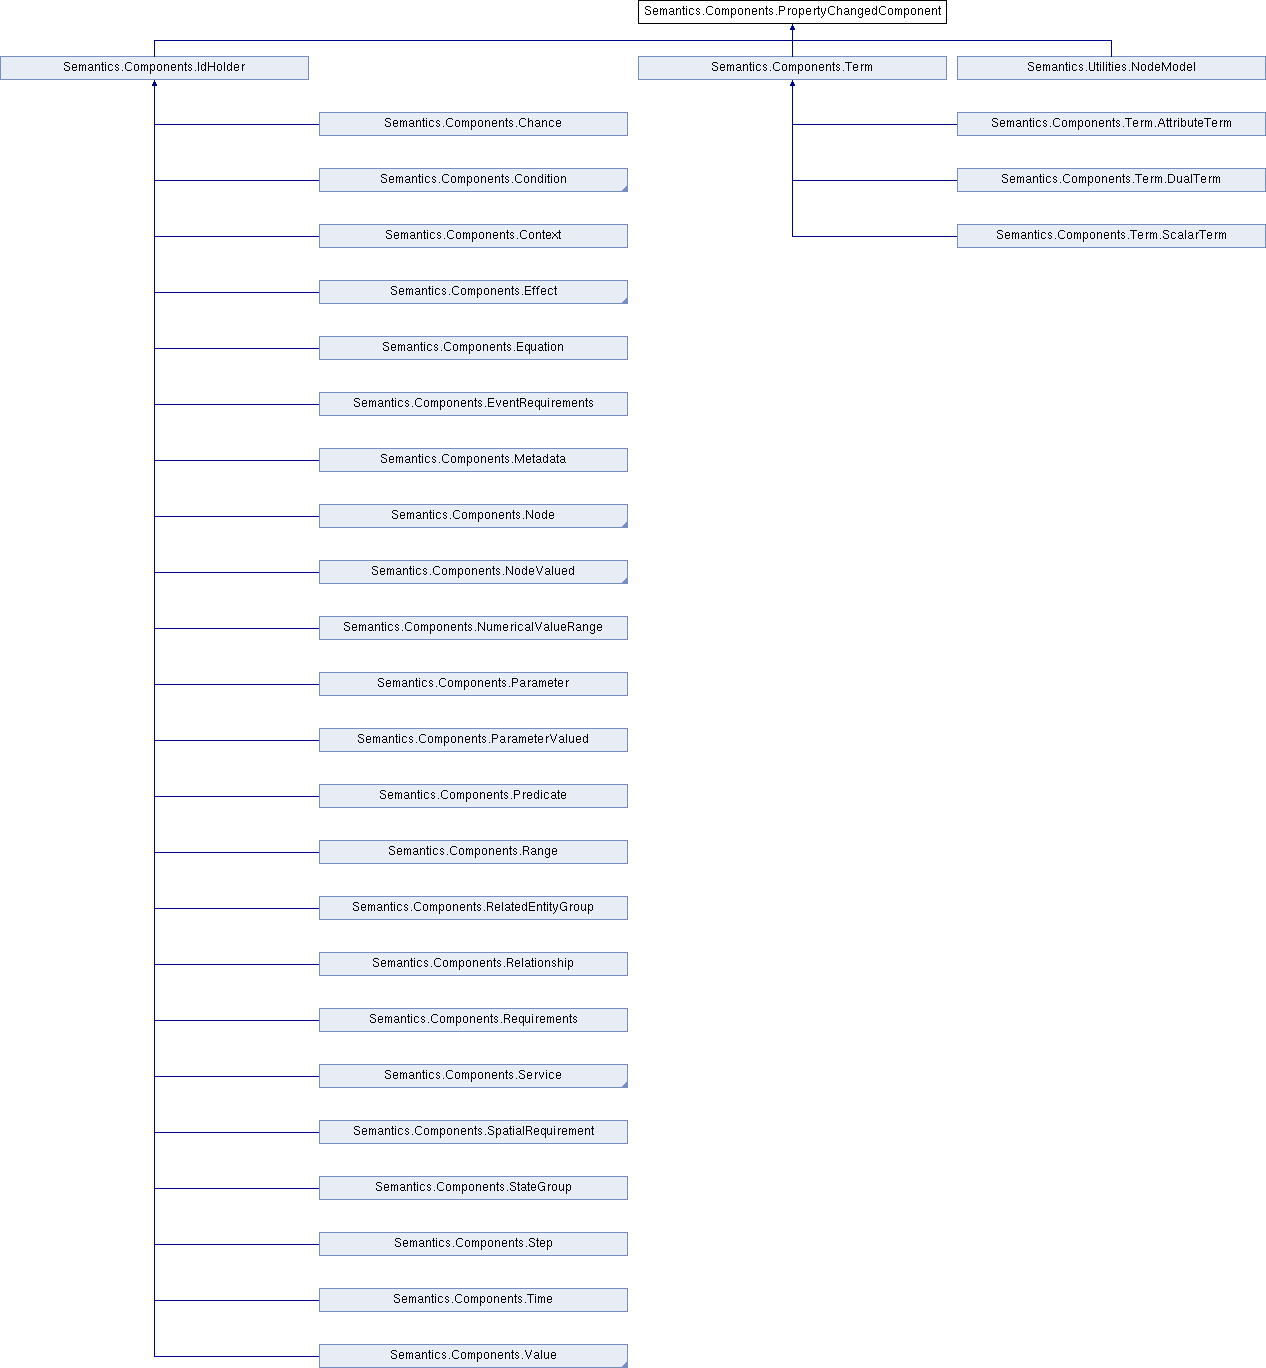 Semantics.Components.PropertyChangedComponent
Semantics.Components.IdHolder
Semantics.Components.Term
Semantics.Utilities.NodeModel
Semantics.Components.Chance
Semantics.Components.Term.AttributeTerm
Semantics.Components.Condition
Semantics.Components.Term.DualTerm
Semantics.Components.Context
Semantics.Components.Term.ScalarTerm
Semantics.Components.Effect
Semantics.Components.Equation
Semantics.Components.EventRequirements
Semantics.Components.Metadata
Semantics.Components.Node
Semantics.Components.NodeValued
Semantics.Components.NumericalValueRange
Semantics.Components.Parameter
Semantics.Components.ParameterValued
Semantics.Components.Predicate
Semantics.Components.Range
Semantics.Components.RelatedEntityGroup
Semantics.Components.Relationship
Semantics.Components.Requirements
Semantics.Components.Service
Semantics.Components.SpatialRequirement
Semantics.Components.StateGroup
Semantics.Components.Step
Semantics.Components.Time
Semantics.Components.Value